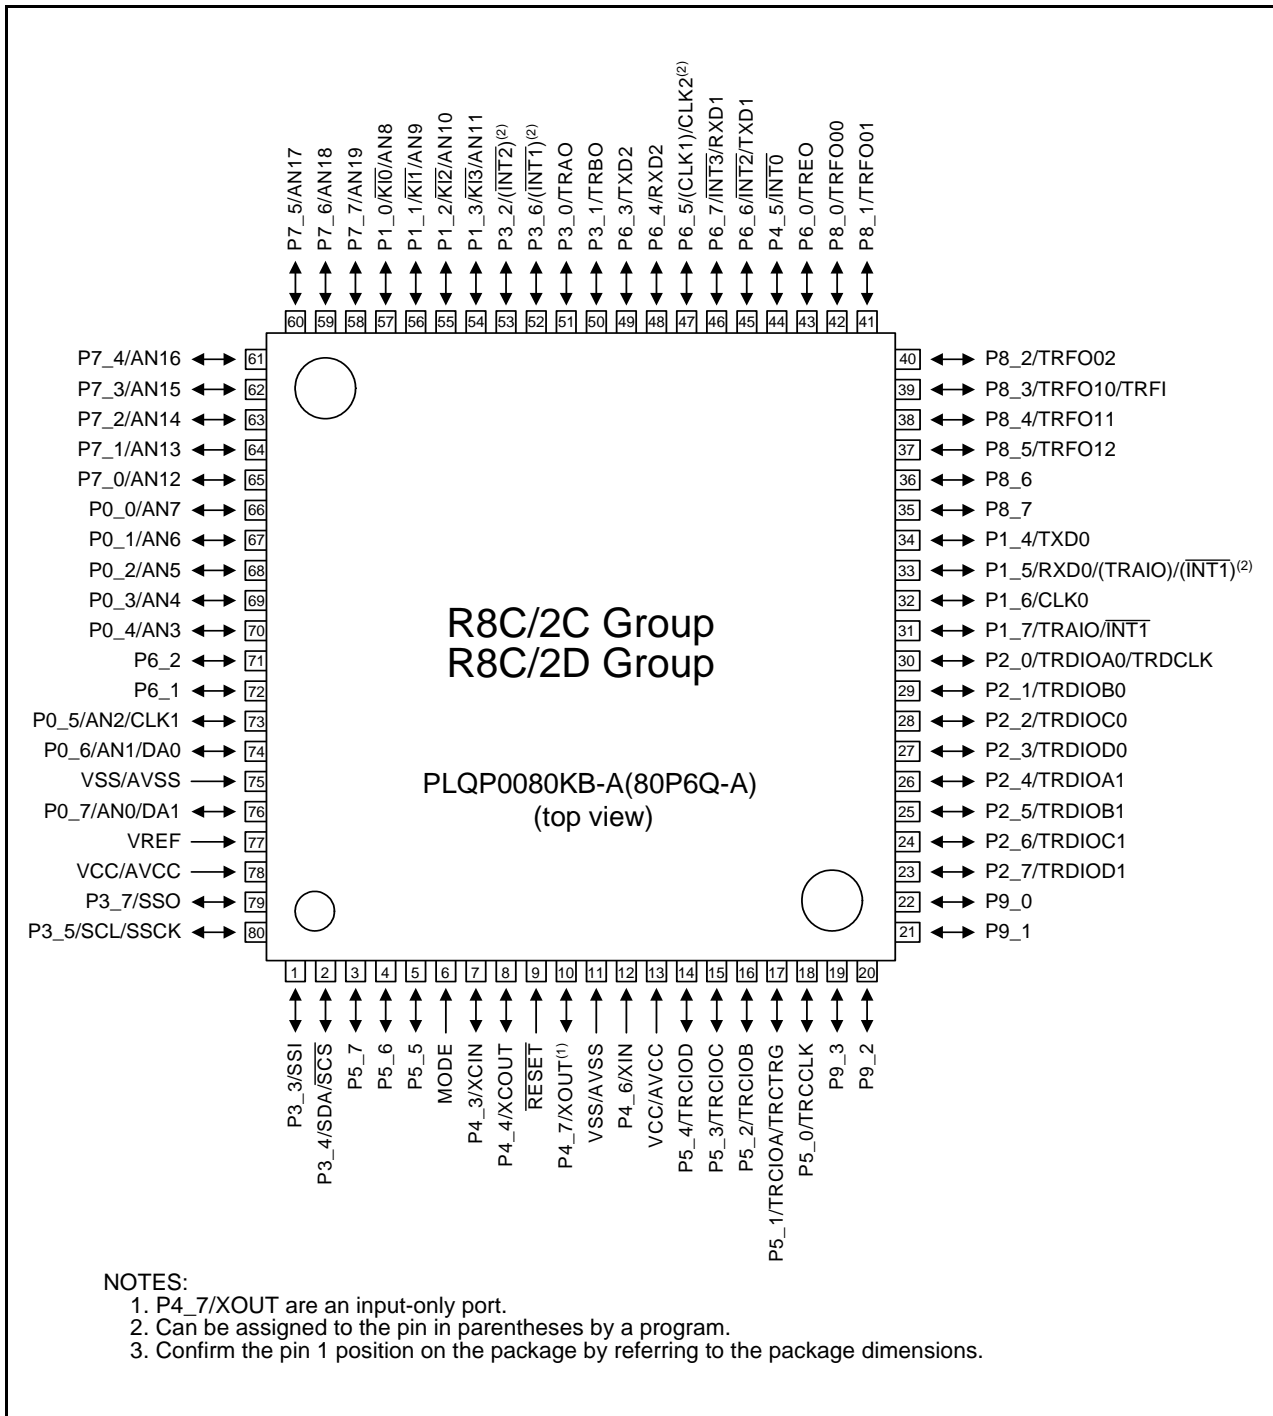 P7_5/AN17
P7_6/AN18
P7_7/AN19
P1_0/K̅I̅0̅/AN8
P1_1/K̅I̅1̅/AN9
P1_2/K̅I̅2̅/AN10
P1_3/K̅I̅3̅/AN11
P3_2/(I̅N̅T̅2̅)(2)
P3_6/(I̅N̅T̅1̅)(2)
P3_0/TRAO
P3_1/TRBO
P6_3/TXD2
P6_4/RXD2
P6_5/(CLK1)/CLK2(2)
P6_7/I̅N̅T̅3̅/RXD1
P6_6/I̅N̅T̅2̅/TXD1
P4_5/I̅N̅T̅0̅
P6_0/TREO
P8_0/TRFO00
P8_1/TRFO01
60 59 58 57 56 55 54 53 52 51 50 49 48 47 46 45 44 43 42 41
P7_4/AN16 61
P7_3/AN15 62
P7_2/AN14 63
P7_1/AN13 64
P7_0/AN12 65
P0_0/AN7 66
P0_1/AN6 67
P0_2/AN5 68
P0_3/AN4 69
P0_4/AN3 70
P6_2 71
P6_1 72
P0_5/AN2/CLK1 73
P0_6/AN1/DA0 74
VSS/AVSS 75
P0_7/AN0/DA1 76
VREF 77
VCC/AVCC 78
P3_7/SSO 79
P3_5/SCL/SSCK 80
R8C/2C Group
R8C/2D Group
PLQP0080KB-A(80P6Q-A)
(top view)
40 P8_2/TRFO02
39 P8_3/TRFO10/TRFI
38 P8_4/TRFO11
37 P8_5/TRFO12
36 P8_6
35 P8_7
34 P1_4/TXD0
33 P1_5/RXD0/(TRAIO)/(I̅N̅T̅1̅)(2)
32 P1_6/CLK0
31 P1_7/TRAIO/I̅N̅T̅1̅
30 P2_0/TRDIOA0/TRDCLK
29 P2_1/TRDIOB0
28 P2_2/TRDIOC0
27 P2_3/TRDIOD0
26 P2_4/TRDIOA1
25 P2_5/TRDIOB1
24 P2_6/TRDIOC1
23 P2_7/TRDIOD1
22 P9_0
21 P9_1
1 2 3 4 5 6 7 8 9 10 11 12 13 14 15 16 17 18 19 20
P3_3/SSI
P3_4/SDA/S̅C̅S̅
P5_7
P5_6
P5_5
MODE
P4_3/XCIN
P4_4/XCOUT
R̅E̅S̅E̅T̅
P4_7/XOUT(1)
VSS/AVSS
P4_6/XIN
VCC/AVCC
P5_4/TRCIOD
P5_3/TRCIOC
P5_2/TRCIOB
P5_1/TRCIOA/TRCTRG
P5_0/TRCCLK
P9_3
P9_2
NOTES:
1. P4_7/XOUT are an input-only port.
2. Can be assigned to the pin in parentheses by a program.
3. Confirm the pin 1 position on the package by referring to the package dimensions.